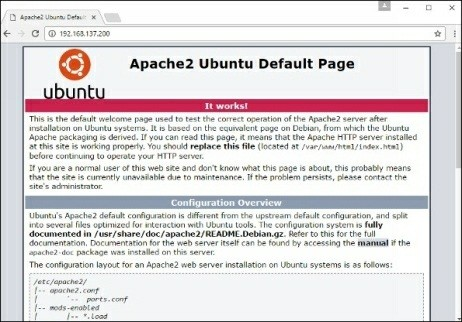 Apache2 Ubuntu Defaul
192.168.137.200
Apache2 Ubuntu Default Page
ubuntu
It works!
This is the default welcome page used to test the correct operation of the Apache2 server after
installation on Ubuntu systems. It is based on the equivalent page on Debian, from which the Ubuntu
Apache packaging is derived. If you can read this page, it means that the Apache HTTP server installed
at this site is working properly. You should replace this file (located at /var/www/html/index.html)
before continuing to operate your HTTP server.
If you are a normal user of this web site and don't know what this page is about, this probably means
that the site is currently unavailable due to maintenance. If the problem persists, please contact the
site's administrator.
Configuration Overview
Ubuntu's Apache2 default configuration is different from the upstream default configuration, and split
into several files optimized for interaction with Ubuntu tools. The configuration system is fully
documented in /usr/share/doc/apache2/README.Debian.gz. Refer to this for the full
documentation. Documentation for the web server itself can be found by accessing the manual if the
apache2-doc package was installed on this server.
The configuration layout for an Apache2 web server installation on Ubuntu systems is as follows:
/etc/apache2/
|-- apache2.conf
|       `--  ports.conf
|-- mods-enabled
|       |-- *.load